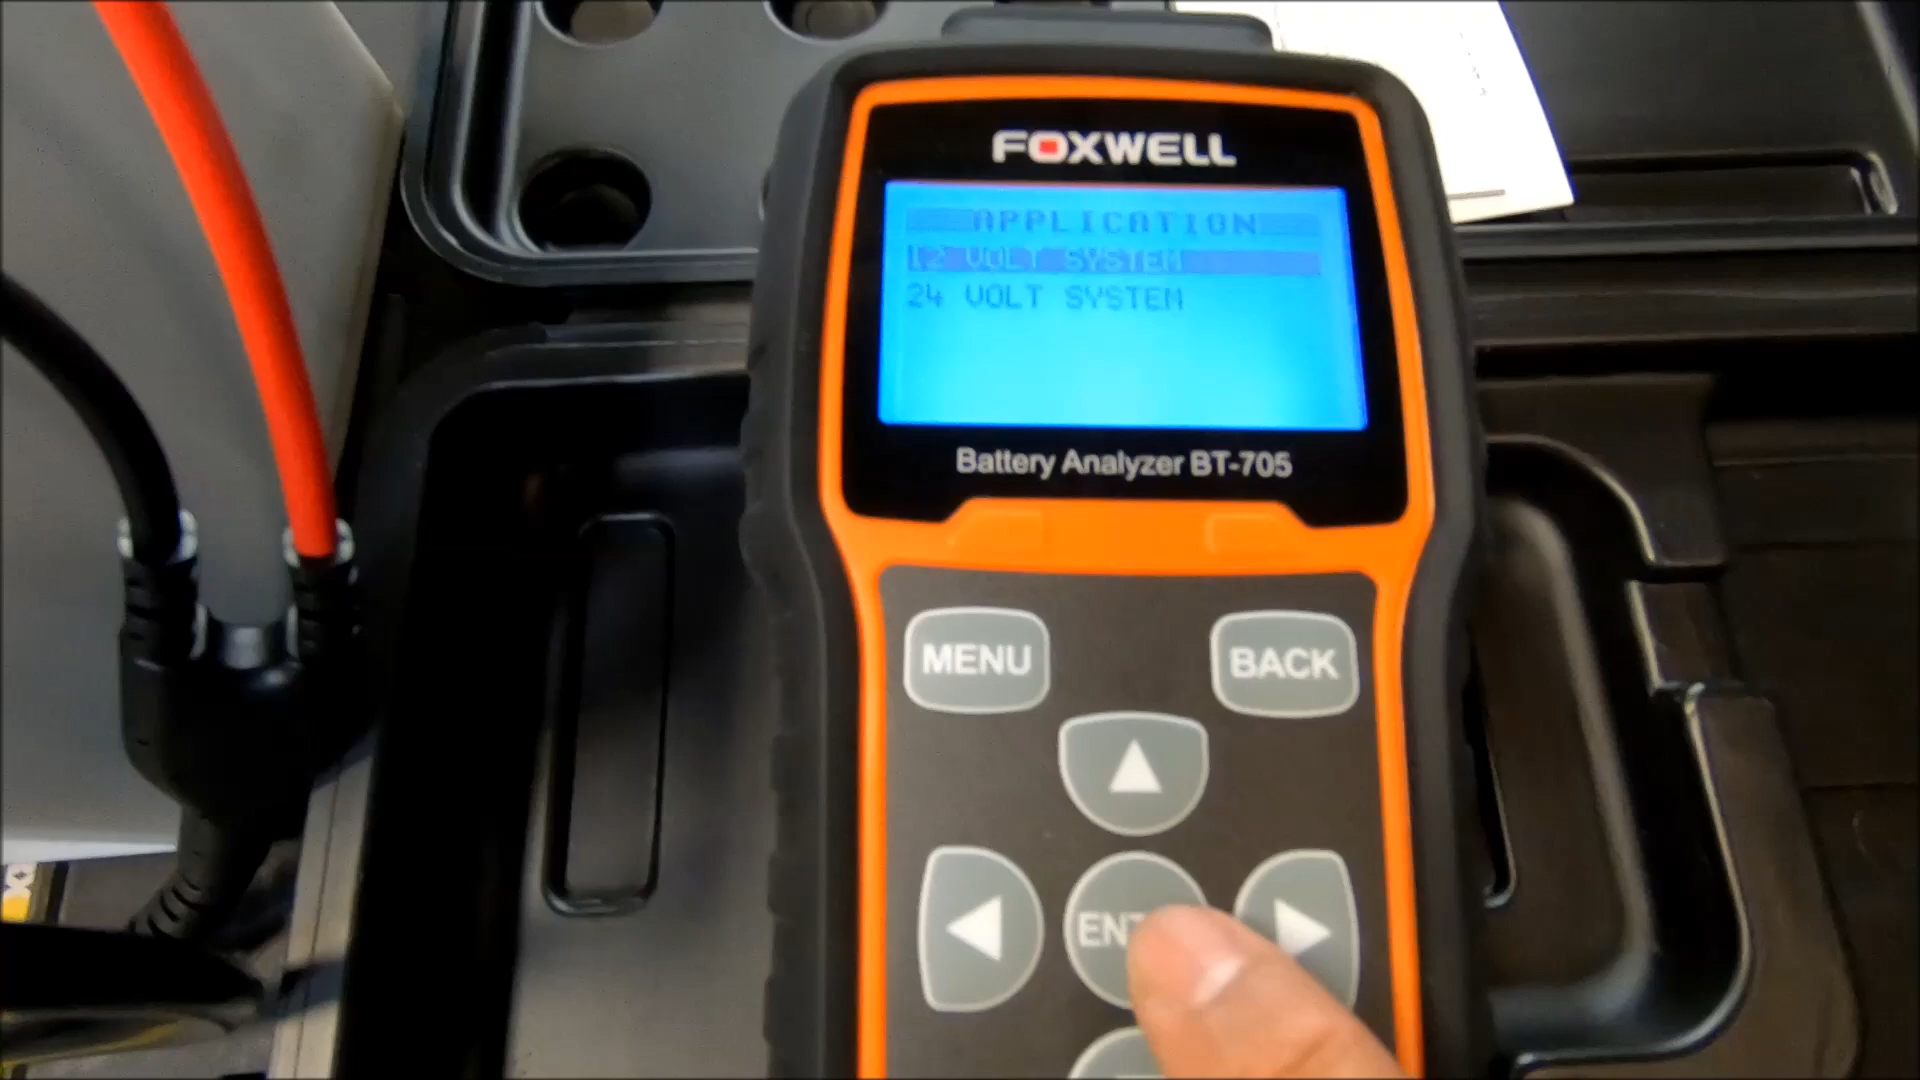 FOXWELL
APPLICATION
12 VOLT SYSTEM
24 VOLT SYSTEM
Battery Analyzer BT-705
MENU
BACK